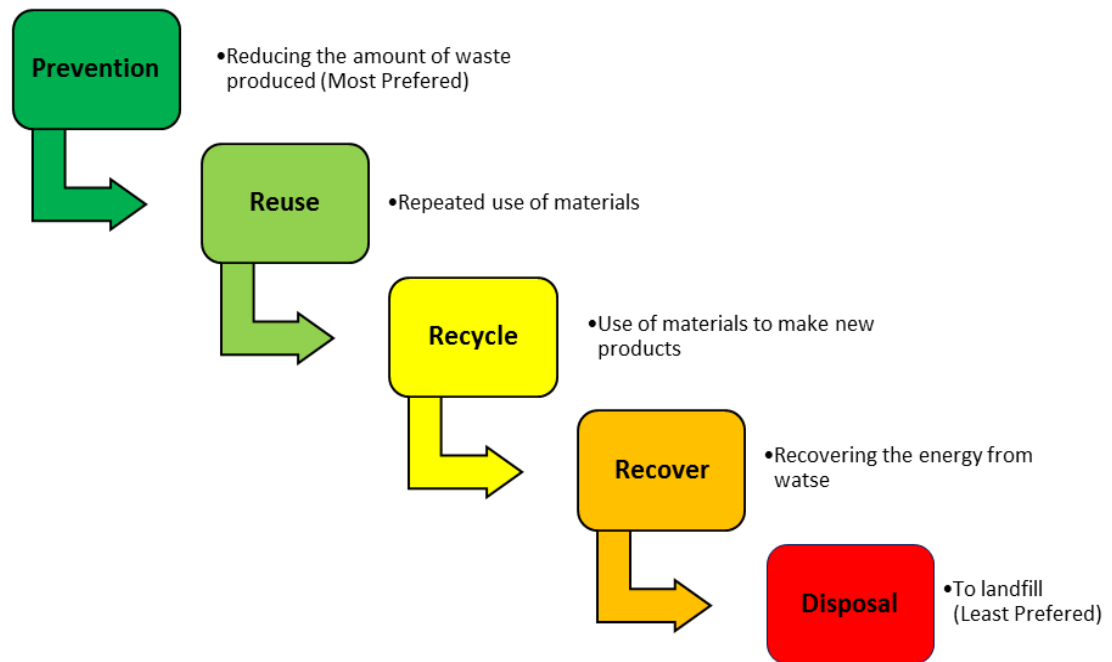 Prevention
•Reducing the amount of waste
produced (Most Prefered)
Reuse
•Repeated use of materials
Recycle
•Use of materials to make new
products
Recover
•Recovering the energy from
watse
Disposal
•To landfill
(Least Prefered)